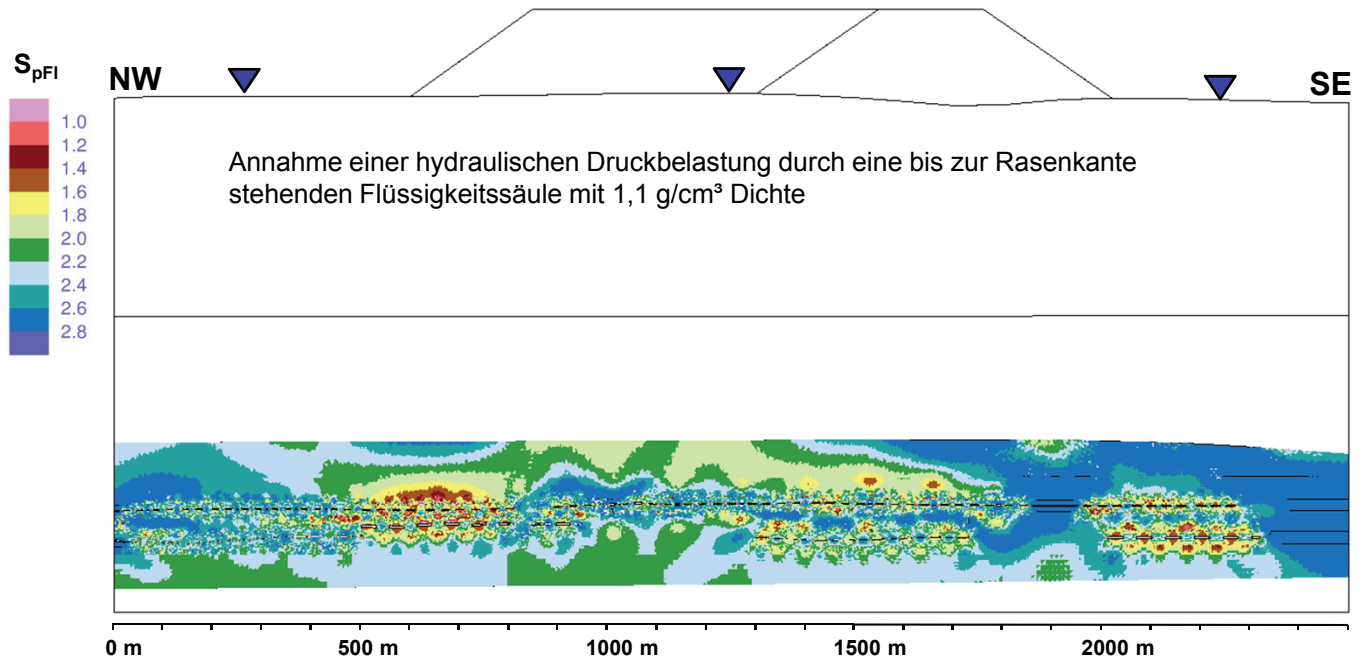 S_pFl
NW
SE
1.0
1.2
1.4
1.6
1.8
2.0
2.2
2.4
2.6
2.8
Annahme einer hydraulischen Druckbelastung durch eine bis zur Rasenkante
stehenden Flüssigkeitssäule mit 1,1 g/cm³ Dichte
0 m
500 m
1000 m
1500 m
2000 m